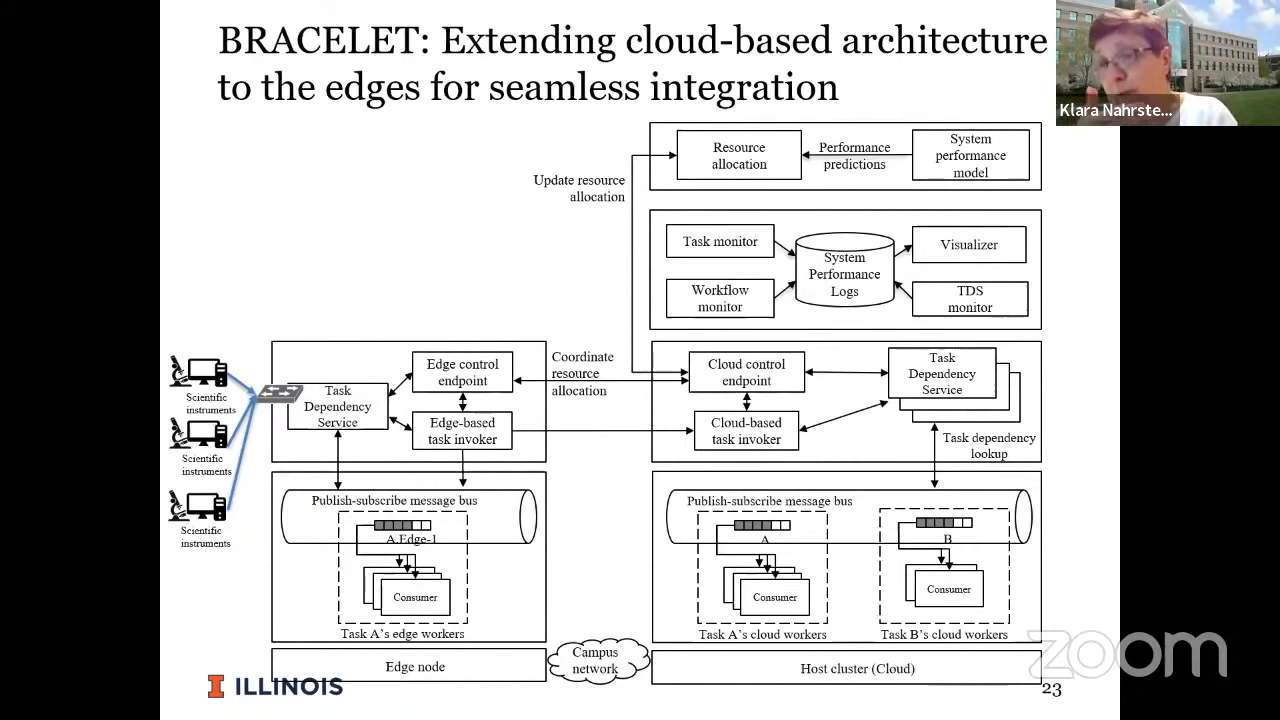 BRACELET: Extending cloud-based architecture
to the edges for seamless integration
Klara Nahrste...
Resource
allocation
Performance
predictions
System
performance
model
Update resource
allocation
Task monitor
Workflow
monitor
System
Performance
Logs
Visualizer
TDS
monitor
Scientific
instruments
Scientific
instruments
Scientific
instruments
Task
Dependency
Service
Edge control
endpoint
Edge-based
task invoker
Coordinate
resource
allocation
Cloud control
endpoint
Cloud-based
task invoker
Task
Dependency
Service
Task dependency
lookup
Publish-subscribe message bus
A.Edge-1
Consumer
Task A's edge workers
Publish-subscribe message bus
A
Consumer
Task A's cloud workers
B
Consumer
Task B's cloud workers
Edge node
Campus
network
Host cluster (Cloud)
zoom
I ILLINOIS
23